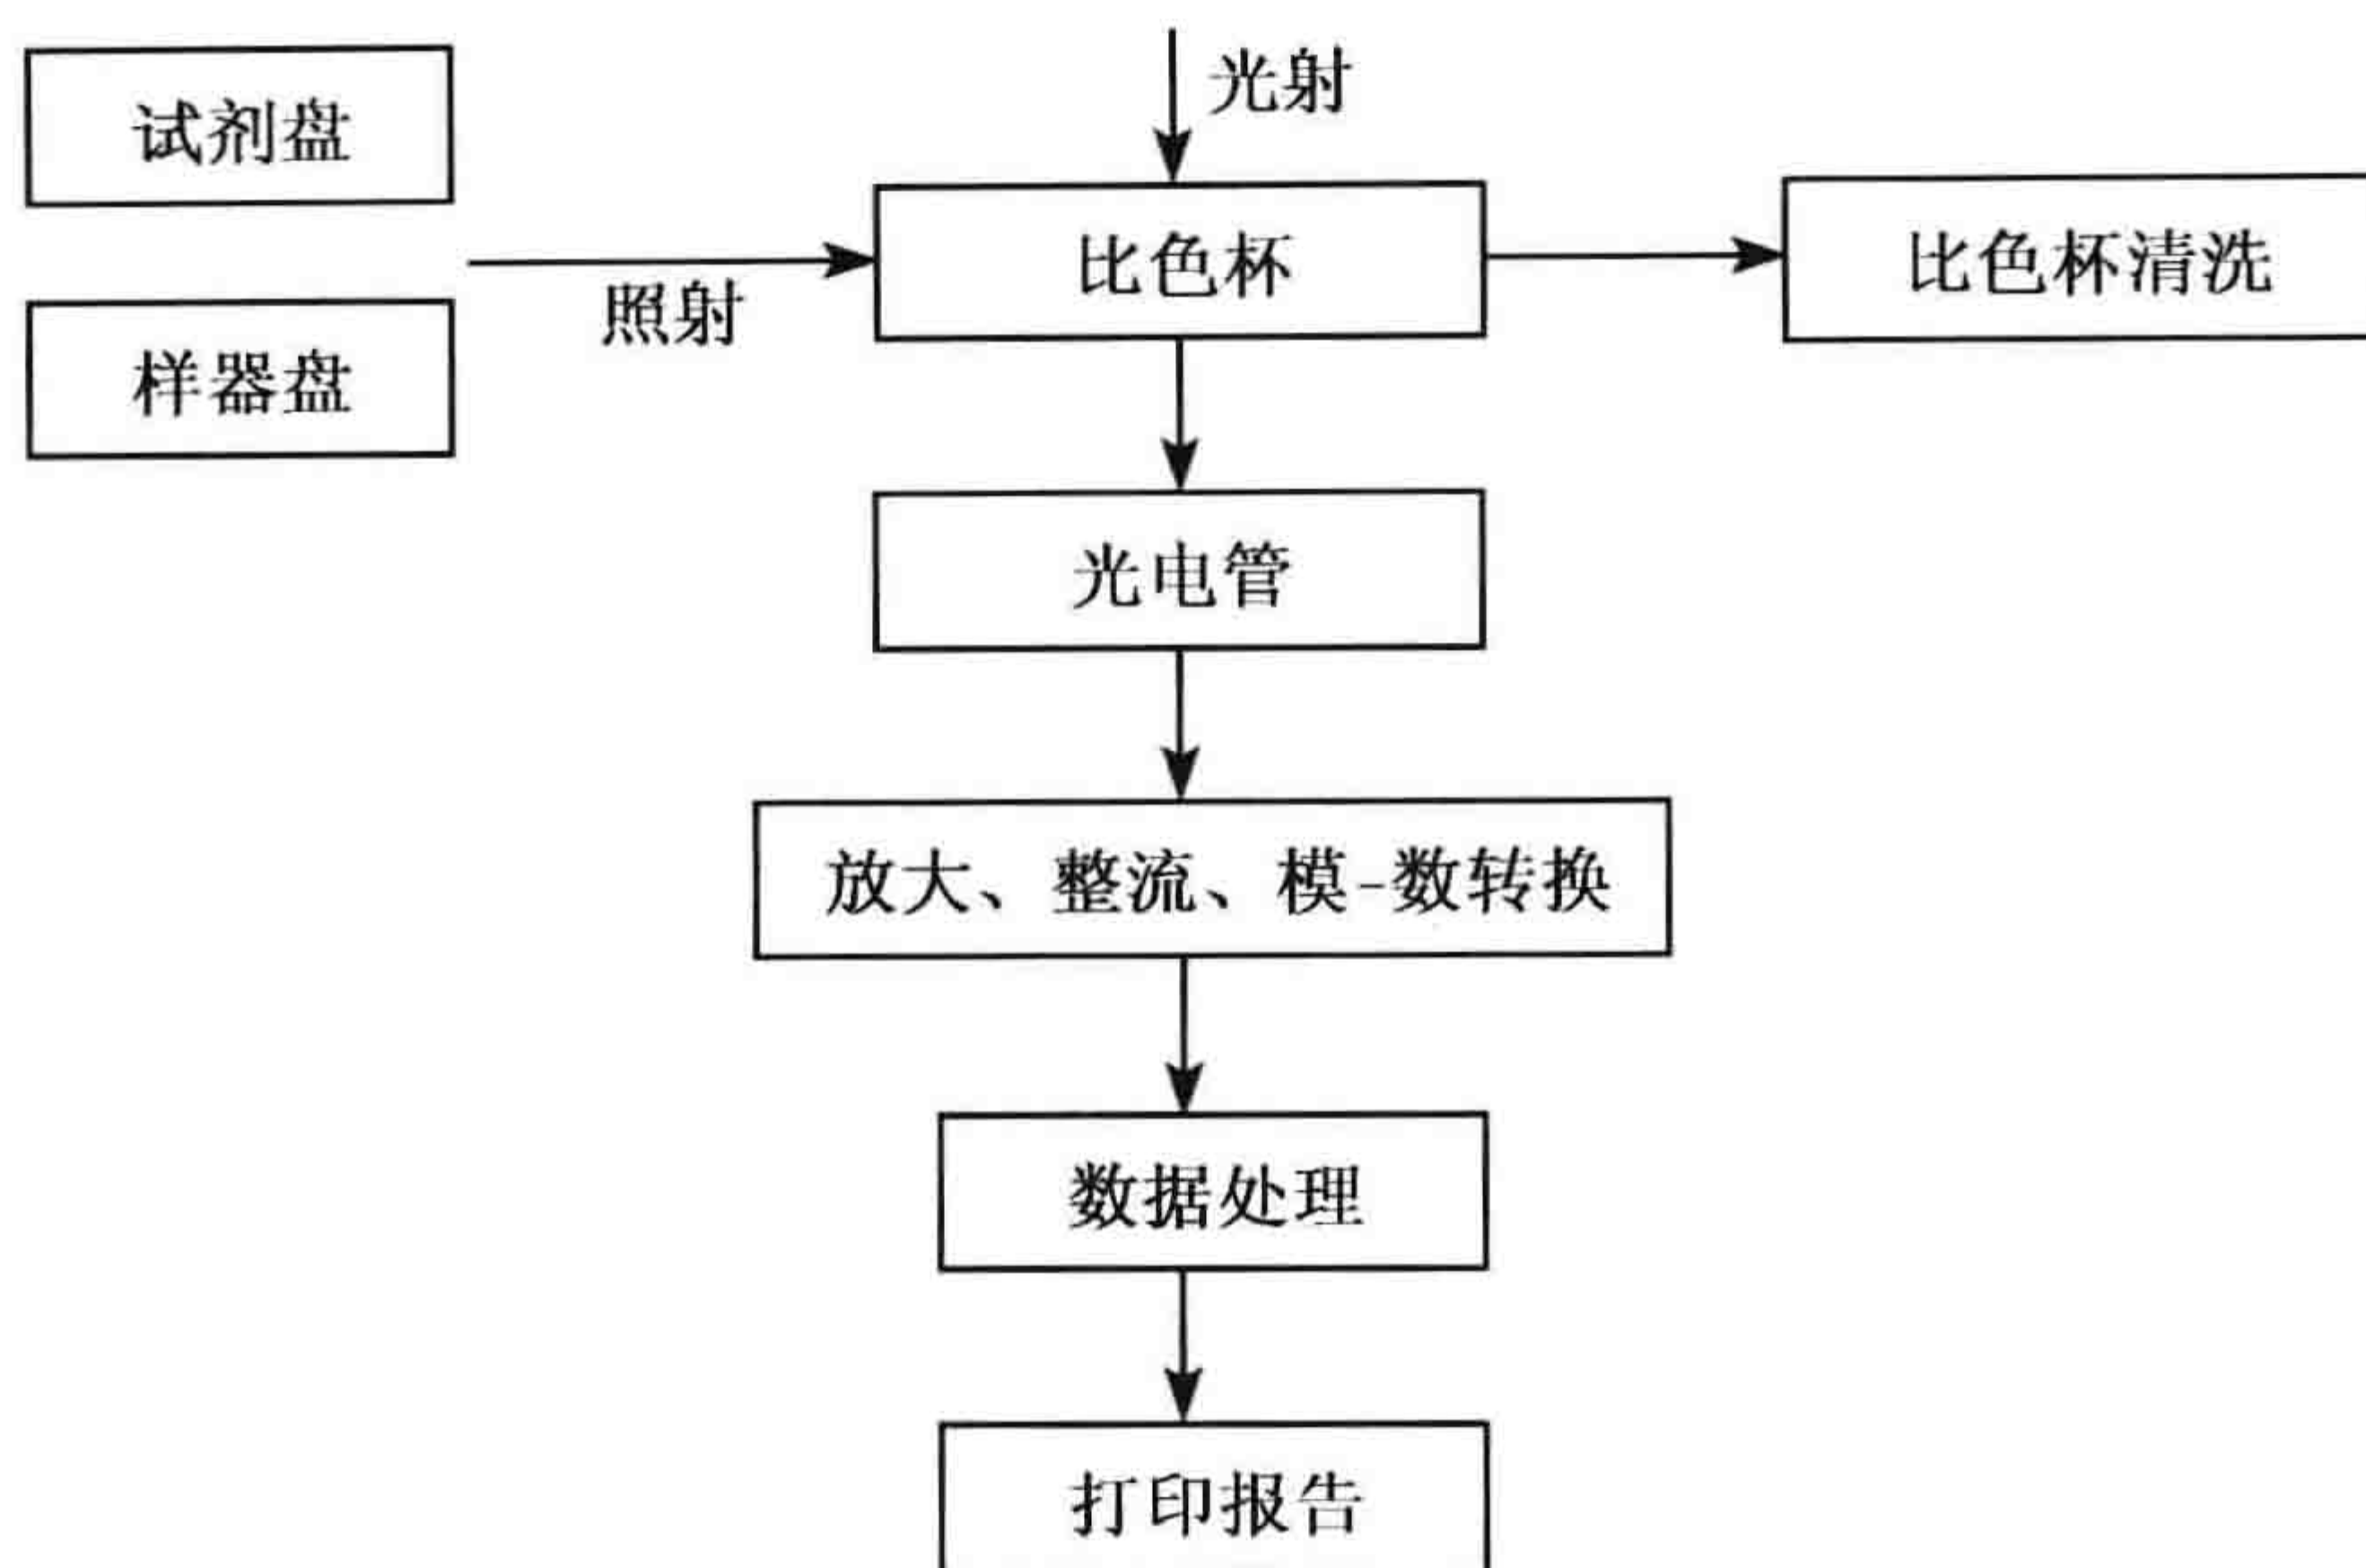 试剂盘
光射
比色杯
比色杯清洗
照射
样器盘
光电管
放大、整流、模-数转换
数据处理
打印报告